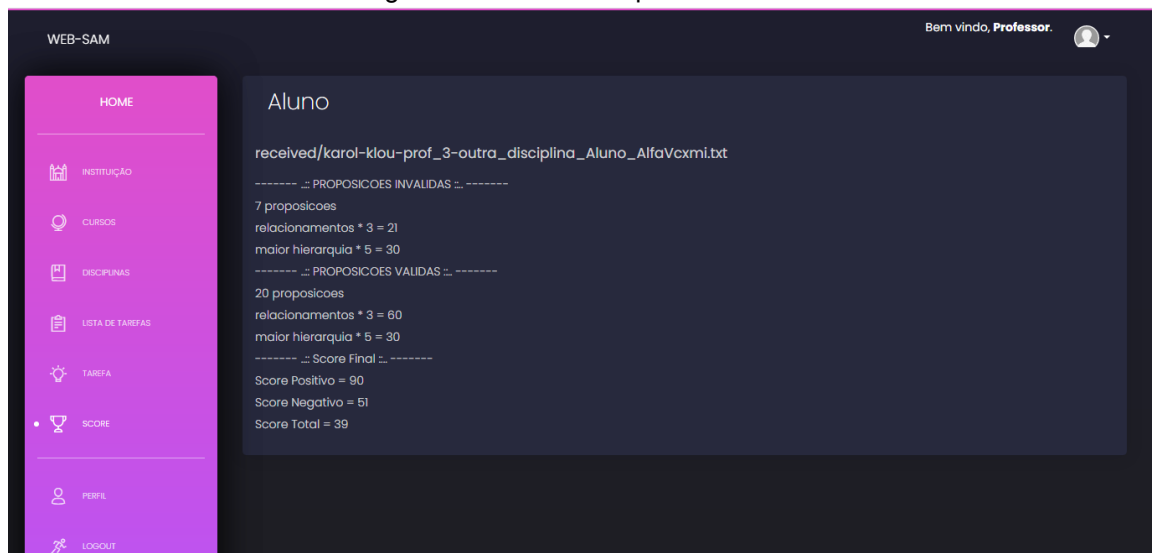 WEB-SAM
Bem vindo, Professor.
HOME
INSTITUIÇÃO
CURSOS
DISCIPLINAS
LISTA DE TAREFAS
TAREFA
SCORE
PERFIL
LOGOUT
Aluno
received/karol-klou-prof_3-outra_disciplina_Aluno_AlfaVcxmi.txt
------- ..:: PROPOSICOES INVALIDAS ::.. -------
7 proposicoes
relacionamentos * 3 = 21
maior hierarquia * 5 = 30
------- ..:: PROPOSICOES VALIDAS ::.. -------
20 proposicoes
relacionamentos * 3 = 60
maior hierarquia * 5 = 30
------- ..:: Score Final ::.. -------
Score Positivo = 90
Score Negativo = 51
Score Total = 39